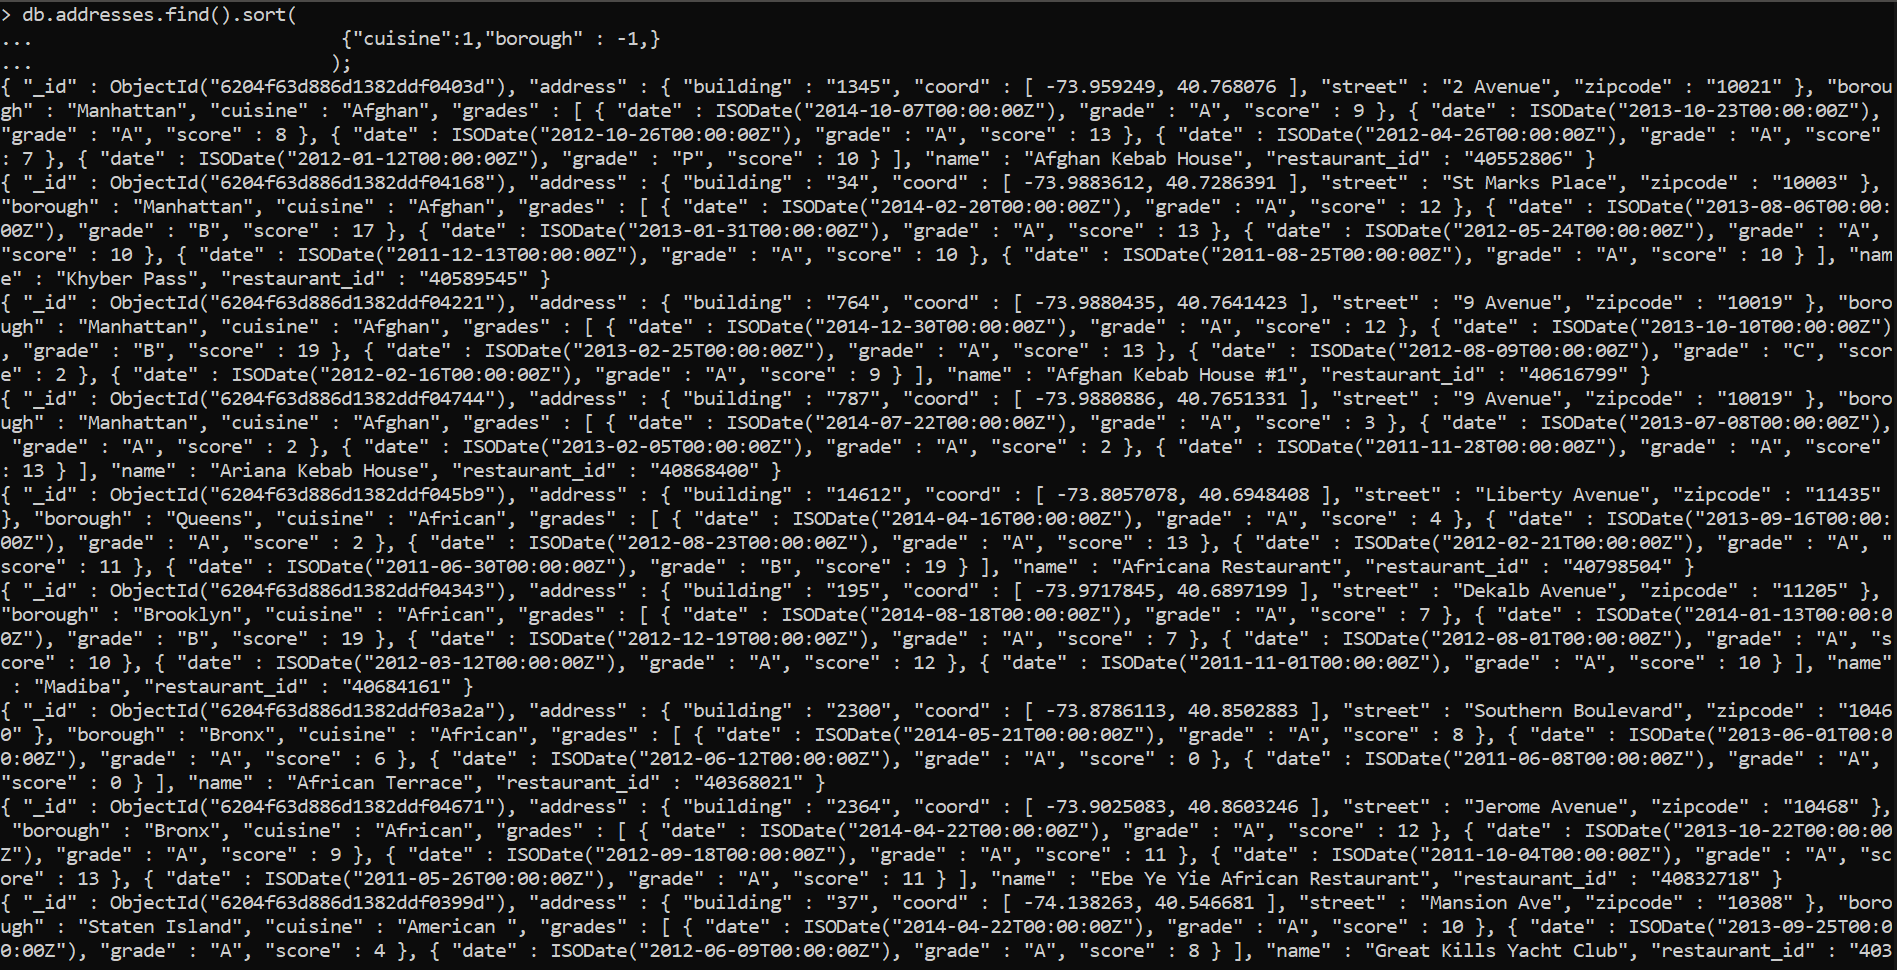 > db.addresses.find().sort(
...                            {"cuisine":1,"borough" : -1,}
...                           );
{ "_id" : ObjectId("6204f63d886d1382ddf0403d"), "address" : { "building" : "1345", "coord" : [ -73.959249, 40.768076 ], "street" : "2 Avenue", "zipcode" : "10021" }, "borou
gh" : "Manhattan", "cuisine" : "Afghan", "grades" : [ { "date" : ISODate("2014-10-07T00:00:00Z"), "grade" : "A", "score" : 9 }, { "date" : ISODate("2013-10-23T00:00:00Z"),
"grade" : "A", "score" : 8 }, { "date" : ISODate("2012-10-26T00:00:00Z"), "grade" : "A", "score" : 13 }, { "date" : ISODate("2012-04-26T00:00:00Z"), "grade" : "A", "score"
: 7 }, { "date" : ISODate("2012-01-12T00:00:00Z"), "grade" : "P", "score" : 10 } ], "name" : "Afghan Kebab House", "restaurant_id" : "40552806" }
{ "_id" : ObjectId("6204f63d886d1382ddf04168"), "address" : { "building" : "34", "coord" : [ -73.9883612, 40.7286391 ], "street" : "St Marks Place", "zipcode" : "10003" },
"borough" : "Manhattan", "cuisine" : "Afghan", "grades" : [ { "date" : ISODate("2014-02-20T00:00:00Z"), "grade" : "A", "score" : 12 }, { "date" : ISODate("2013-08-06T00:00:
00Z"), "grade" : "B", "score" : 17 }, { "date" : ISODate("2013-01-31T00:00:00Z"), "grade" : "A", "score" : 13 }, { "date" : ISODate("2012-05-24T00:00:00Z"), "grade" : "A",
"score" : 10 }, { "date" : ISODate("2011-12-13T00:00:00Z"), "grade" : "A", "score" : 10 }, { "date" : ISODate("2011-08-25T00:00:00Z"), "grade" : "A", "score" : 10 } ], "nam
e" : "Khyber Pass", "restaurant_id" : "40589545" }
{ "_id" : ObjectId("6204f63d886d1382ddf04221"), "address" : { "building" : "764", "coord" : [ -73.9880435, 40.7641423 ], "street" : "9 Avenue", "zipcode" : "10019" }, "boro
ugh" : "Manhattan", "cuisine" : "Afghan", "grades" : [ { "date" : ISODate("2014-12-30T00:00:00Z"), "grade" : "A", "score" : 12 }, { "date" : ISODate("2013-10-10T00:00:00Z")
, "grade" : "B", "score" : 19 }, { "date" : ISODate("2013-02-25T00:00:00Z"), "grade" : "A", "score" : 13 }, { "date" : ISODate("2012-08-09T00:00:00Z"), "grade" : "C", "scor
e" : 2 }, { "date" : ISODate("2012-02-16T00:00:00Z"), "grade" : "A", "score" : 9 } ], "name" : "Afghan Kebab House #1", "restaurant_id" : "40616799" }
{ "_id" : ObjectId("6204f63d886d1382ddf04744"), "address" : { "building" : "787", "coord" : [ -73.9880886, 40.7651331 ], "street" : "9 Avenue", "zipcode" : "10019" }, "boro
ugh" : "Manhattan", "cuisine" : "Afghan", "grades" : [ { "date" : ISODate("2014-07-22T00:00:00Z"), "grade" : "A", "score" : 3 }, { "date" : ISODate("2013-07-08T00:00:00Z"),
 "grade" : "A", "score" : 2 }, { "date" : ISODate("2013-02-05T00:00:00Z"), "grade" : "A", "score" : 2 }, { "date" : ISODate("2011-11-28T00:00:00Z"), "grade" : "A", "score"
: 13 } ], "name" : "Ariana Kebab House", "restaurant_id" : "40868400" }
{ "_id" : ObjectId("6204f63d886d1382ddf045b9"), "address" : { "building" : "14612", "coord" : [ -73.8057078, 40.6948408 ], "street" : "Liberty Avenue", "zipcode" : "11435"
}, "borough" : "Queens", "cuisine" : "African", "grades" : [ { "date" : ISODate("2014-04-16T00:00:00Z"), "grade" : "A", "score" : 4 }, { "date" : ISODate("2013-09-16T00:00:
00Z"), "grade" : "A", "score" : 2 }, { "date" : ISODate("2012-08-23T00:00:00Z"), "grade" : "A", "score" : 13 }, { "date" : ISODate("2012-02-21T00:00:00Z"), "grade" : "A", "
score" : 11 }, { "date" : ISODate("2011-06-30T00:00:00Z"), "grade" : "B", "score" : 19 } ], "name" : "Africana Restaurant", "restaurant_id" : "40798504" }
{ "_id" : ObjectId("6204f63d886d1382ddf04343"), "address" : { "building" : "195", "coord" : [ -73.9717845, 40.6897199 ], "street" : "Dekalb Avenue", "zipcode" : "11205" },
"borough" : "Brooklyn", "cuisine" : "African", "grades" : [ { "date" : ISODate("2014-08-18T00:00:00Z"), "grade" : "A", "score" : 7 }, { "date" : ISODate("2014-01-13T00:00:0
0Z"), "grade" : "B", "score" : 19 }, { "date" : ISODate("2012-12-19T00:00:00Z"), "grade" : "A", "score" : 7 }, { "date" : ISODate("2012-08-01T00:00:00Z"), "grade" : "A", "s
core" : 10 }, { "date" : ISODate("2012-03-12T00:00:00Z"), "grade" : "A", "score" : 12 }, { "date" : ISODate("2011-11-01T00:00:00Z"), "grade" : "A", "score" : 10 } ], "name"
 : "Madiba", "restaurant_id" : "40684161" }
{ "_id" : ObjectId("6204f63d886d1382ddf03a2a"), "address" : { "building" : "2300", "coord" : [ -73.8786113, 40.8502883 ], "street" : "Southern Boulevard", "zipcode" : "1046
0" }, "borough" : "Bronx", "cuisine" : "African", "grades" : [ { "date" : ISODate("2014-05-21T00:00:00Z"), "grade" : "A", "score" : 8 }, { "date" : ISODate("2013-06-01T00:0
0:00Z"), "grade" : "A", "score" : 6 }, { "date" : ISODate("2012-06-12T00:00:00Z"), "grade" : "A", "score" : 0 }, { "date" : ISODate("2011-06-08T00:00:00Z"), "grade" : "A",
"score" : 0 } ], "name" : "African Terrace", "restaurant_id" : "40368021" }
{ "_id" : ObjectId("6204f63d886d1382ddf04671"), "address" : { "building" : "2364", "coord" : [ -73.9025083, 40.8603246 ], "street" : "Jerome Avenue", "zipcode" : "10468" },
 "borough" : "Bronx", "cuisine" : "African", "grades" : [ { "date" : ISODate("2014-04-22T00:00:00Z"), "grade" : "A", "score" : 12 }, { "date" : ISODate("2013-10-22T00:00:00
Z"), "grade" : "A", "score" : 9 }, { "date" : ISODate("2012-09-18T00:00:00Z"), "grade" : "A", "score" : 11 }, { "date" : ISODate("2011-10-04T00:00:00Z"), "grade" : "A", "sc
ore" : 13 }, { "date" : ISODate("2011-05-26T00:00:00Z"), "grade" : "A", "score" : 11 } ], "name" : "Ebe Ye Yie African Restaurant", "restaurant_id" : "40832718" }
{ "_id" : ObjectId("6204f63d886d1382ddf0399d"), "address" : { "building" : "37", "coord" : [ -74.138263, 40.546681 ], "street" : "Mansion Ave", "zipcode" : "10308" }, "boro
ugh" : "Staten Island", "cuisine" : "American ", "grades" : [ { "date" : ISODate("2014-04-22T00:00:00Z"), "grade" : "A", "score" : 10 }, { "date" : ISODate("2013-09-25T00:0
0:00Z"), "grade" : "A", "score" : 4 }, { "date" : ISODate("2012-06-09T00:00:00Z"), "grade" : "A", "score" : 8 } ], "name" : "Great Kills Yacht Club", "restaurant_id" : "403